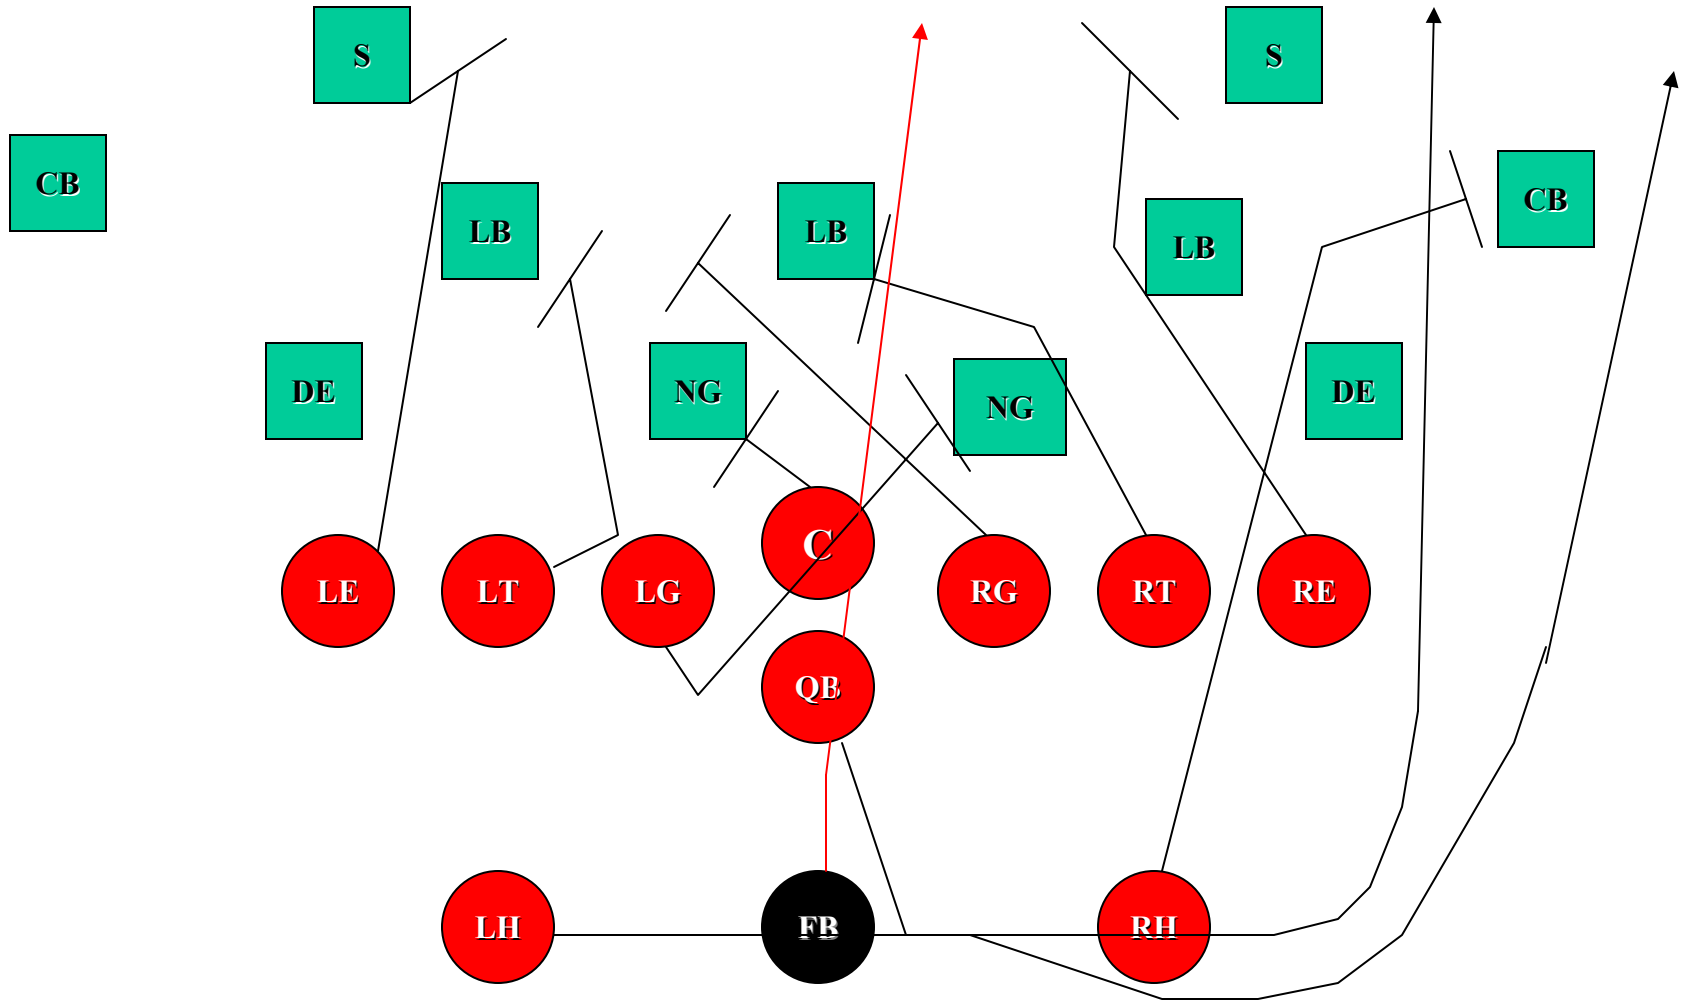 S
S
CB
CB
LB
LB
LB
DE
NG
NG
DE
C
LE
LT
LG
RG
RT
RE
QB
LH
FB
RH